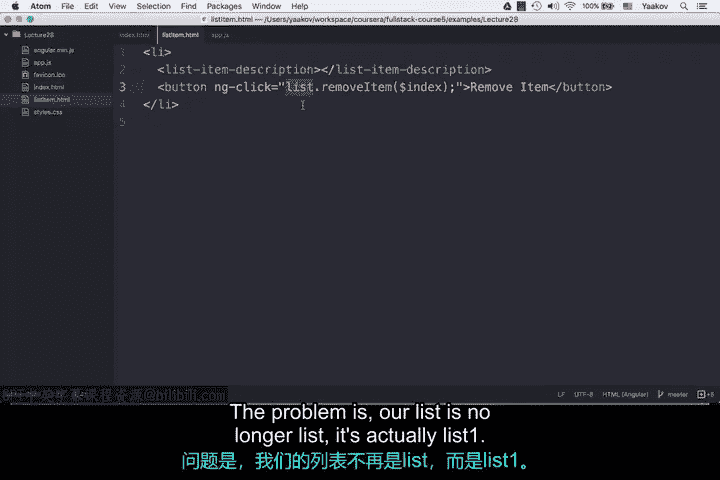 Atom File Edit View Selection Find Packages Window Help 100% Yaakov
listItem.html — /Users/yaakov/workspace/coursera/fullstack-course5/examples/Lecture28
Lecture28
angular.min.js
app.js
favicon.ico
index.html
listItem.html
styles.css
index.html listItem.html app.js
1 <li>
2 <list-item-description></list-item-description>
3 <button ng-click="list.removeItem($index);">Remove Item</button>
4 </li>
5
LF UTF-8 HTML (Angular) master +8
The problem is, our list is no
longer list, it's actually list1.
问题是，我们的列表不再是list，而是list1。